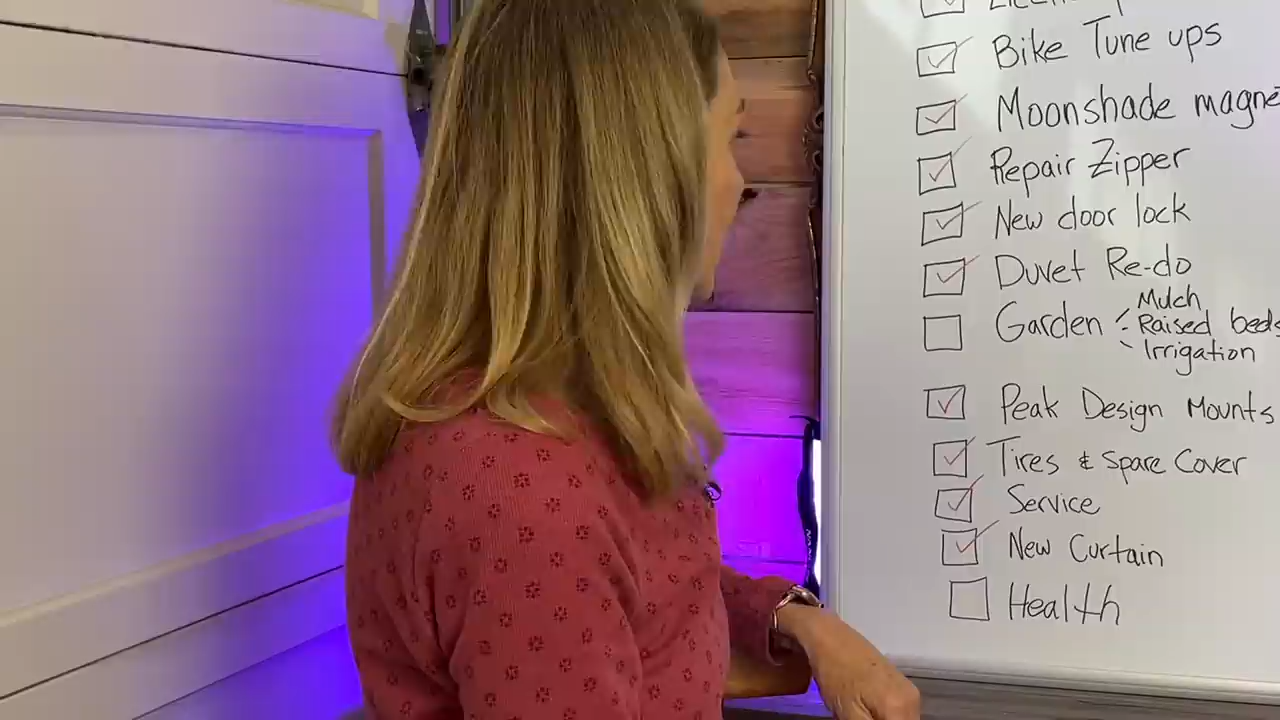 Bike Tune ups
Moonshade magne
Repair Zipper
New door lock
Duvet Re-do
Mulch
Garden Raised beds
Irrigation
Peak Design Mounts
Tires & Spare Cover
Service
New Curtain
Health